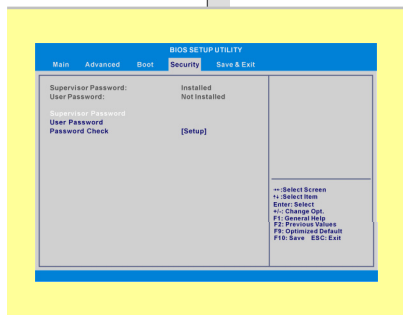 BIOS SETUP UTILITY
Main Advanced Boot Security Save & Exit
Supervisor Password: Installed
User Password: Not Installed
Supervisor Password
User Password
Password Check [Setup]
↔ :Select Screen
↑↓ :Select Item
Enter: Select
+/-: Change Opt.
F1: General Help
F2: Previous Values
F9: Optimized Default
F10: Save ESC: Exit